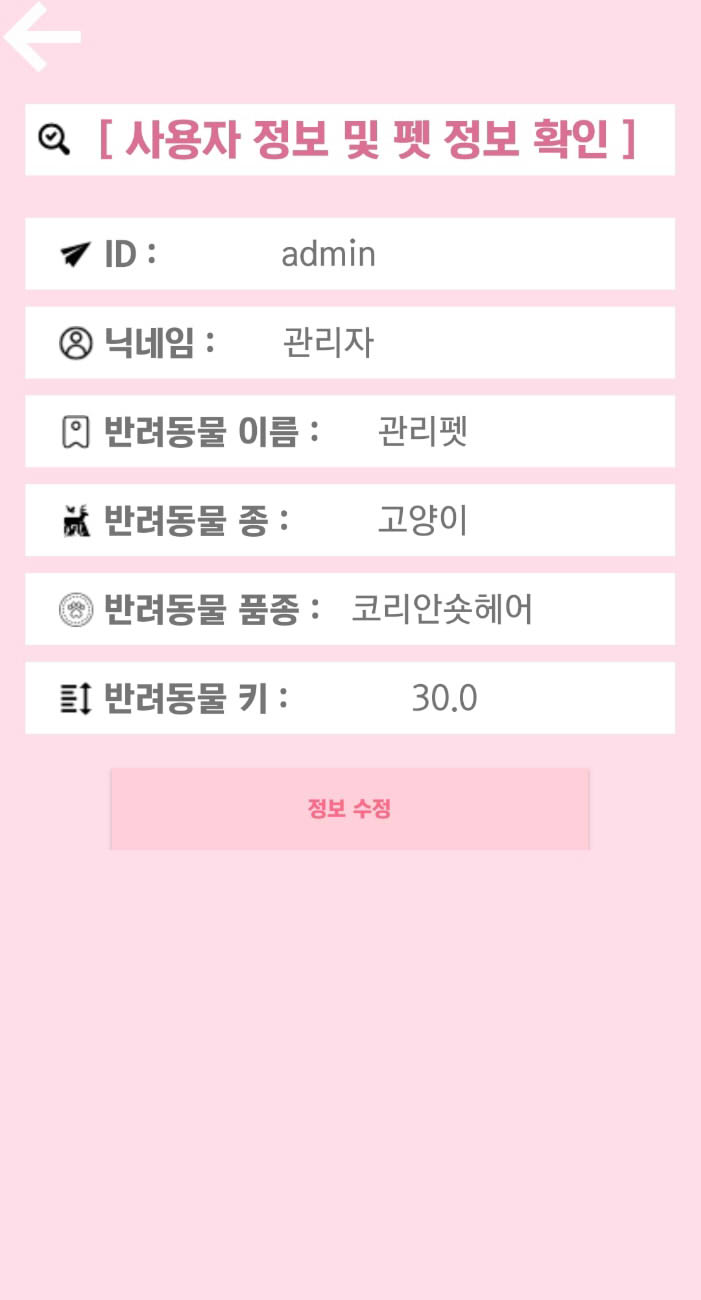 [ 사용자 정보 및 펫 정보 확인 ]
ID : admin
닉네임 : 관리자
반려동물 이름 : 관리펫
반려동물 종 : 고양이
반려동물 품종 : 코리안숏헤어
반려동물 키 : 30.0
정보 수정